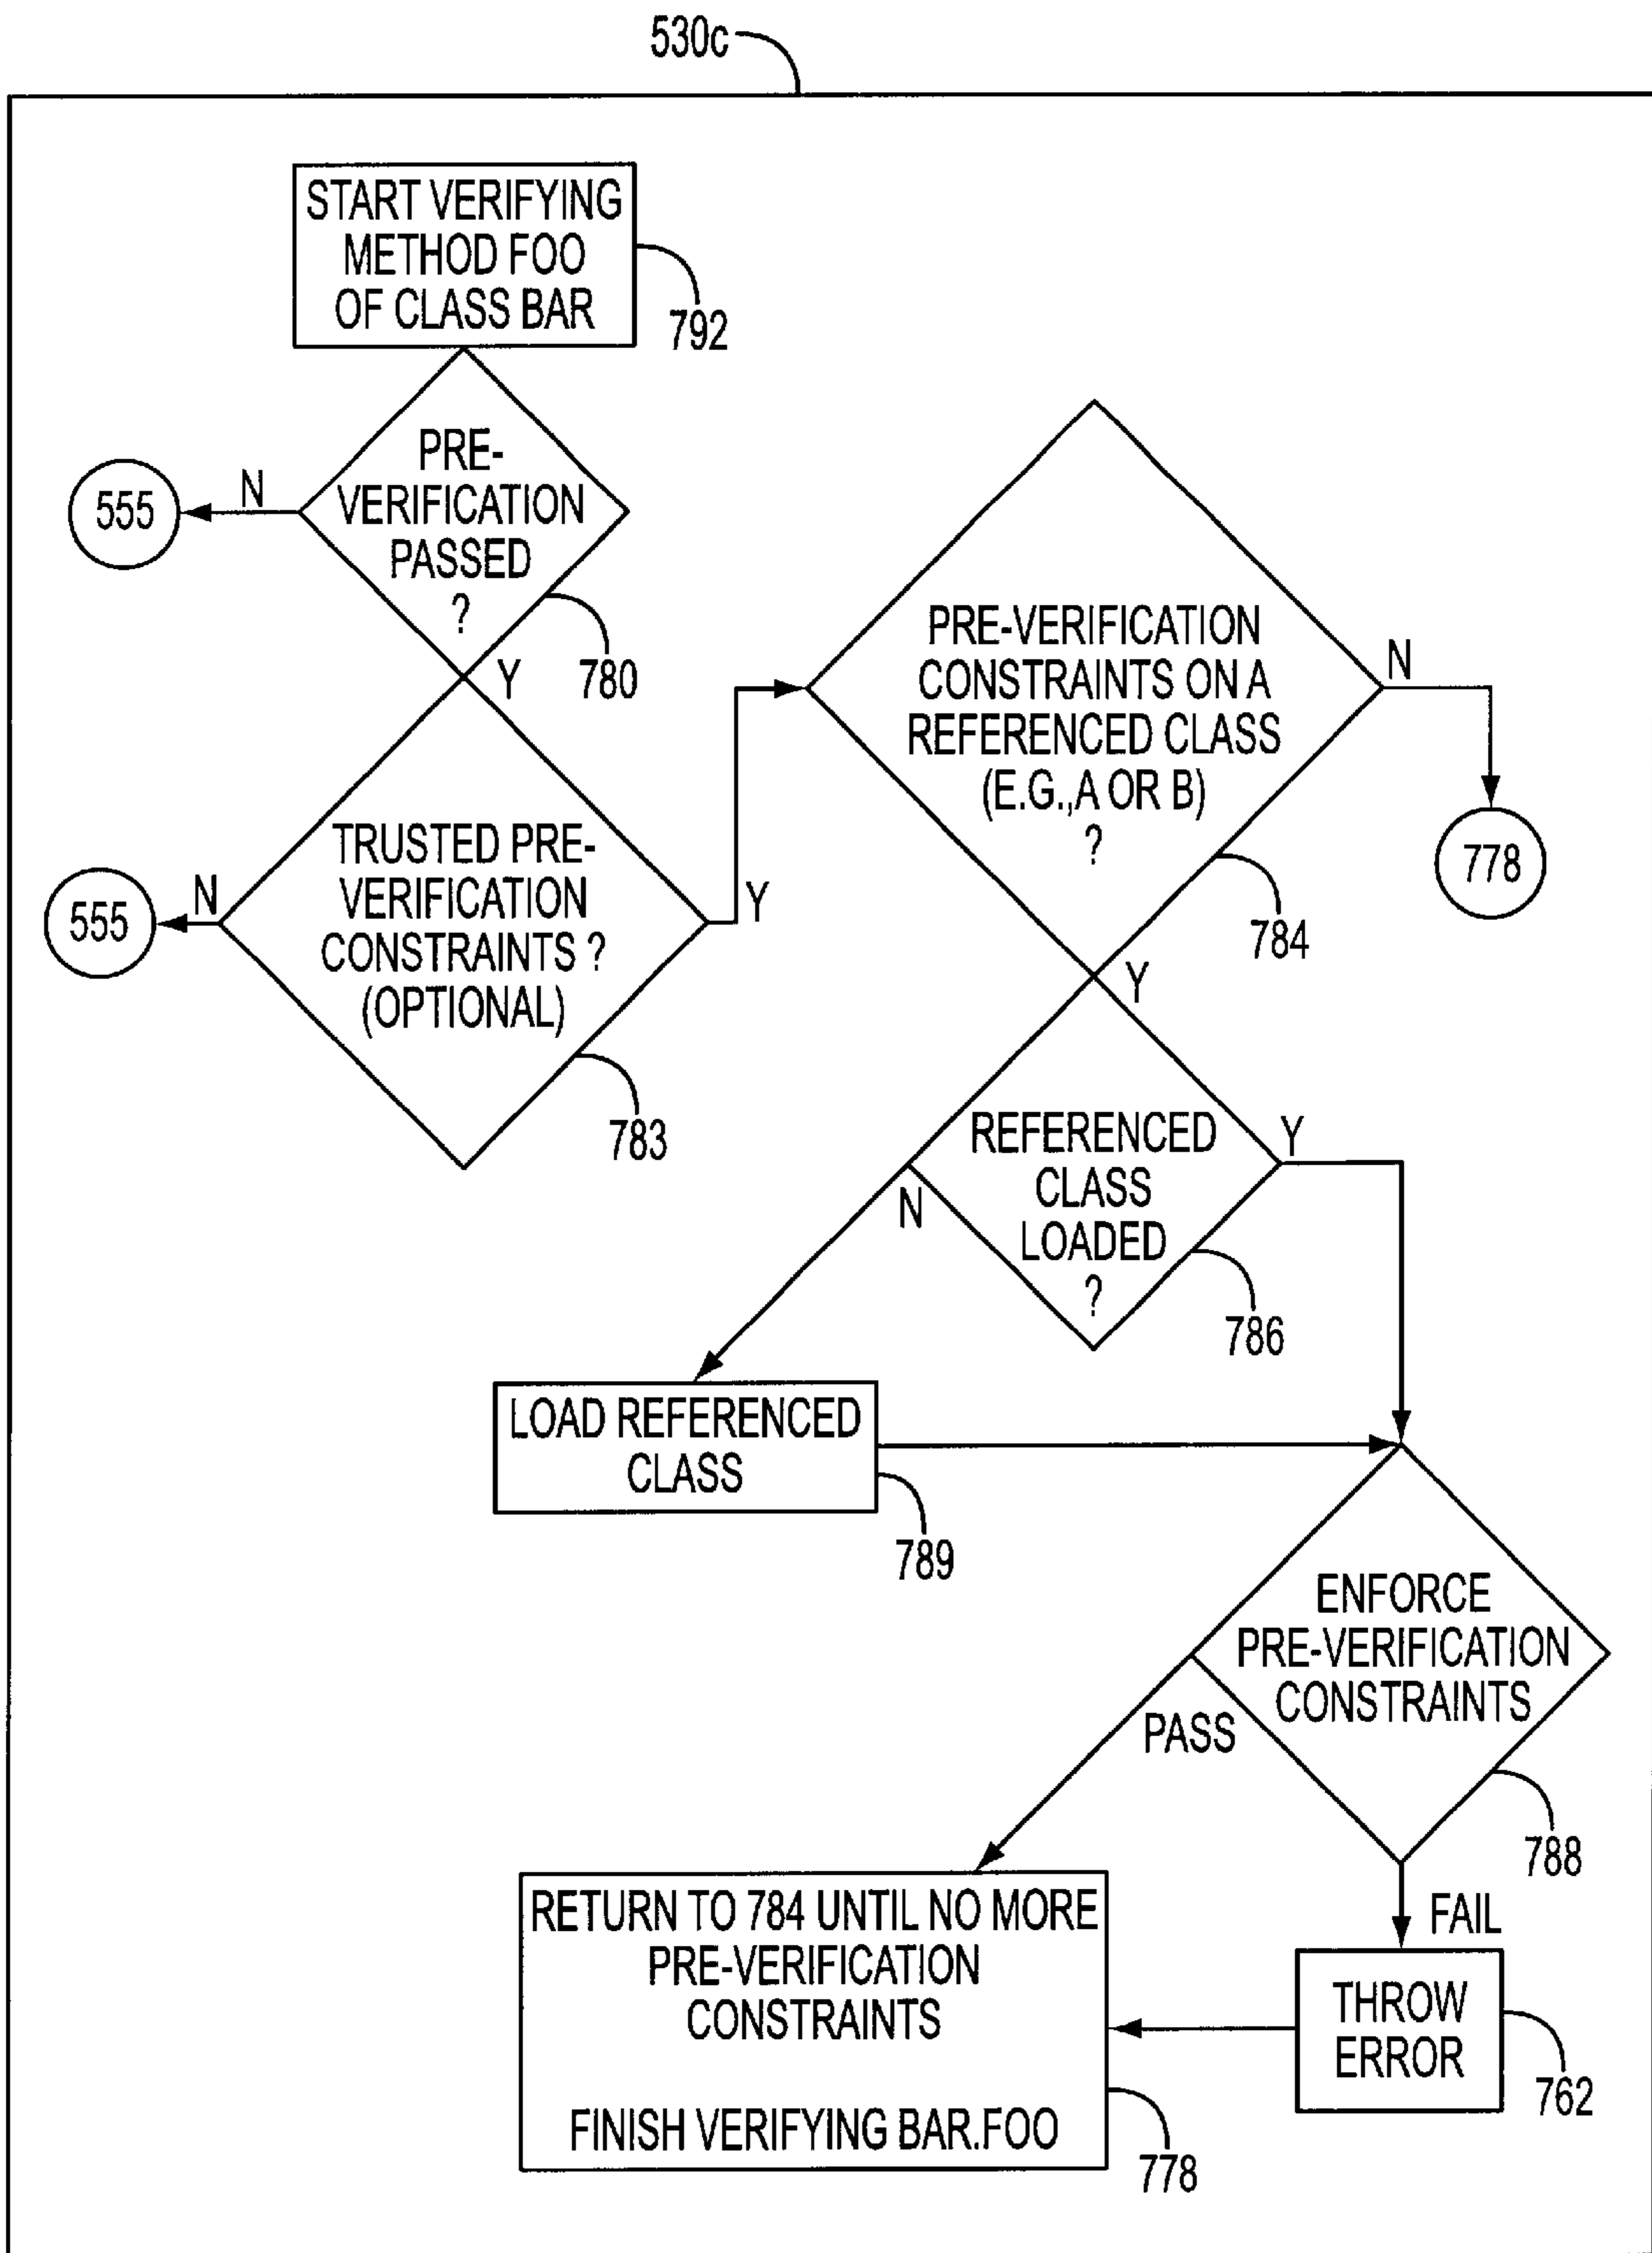 530c
START VERIFYING
METHOD FOO
OF CLASS BAR
792
PRE-
VERIFICATION
PASSED
?
N
555
Y
780
TRUSTED PRE-
VERIFICATION
CONSTRAINTS ?
(OPTIONAL)
N
555
Y
783
PRE-VERIFICATION
CONSTRAINTS ON A
REFERENCED CLASS
(E.G.,A OR B)
?
N
778
784
Y
REFERENCED
CLASS
LOADED
?
Y
N
786
LOAD REFERENCED
CLASS
789
ENFORCE
PRE-VERIFICATION
CONSTRAINTS
PASS
788
FAIL
THROW
ERROR
762
RETURN TO 784 UNTIL NO MORE
PRE-VERIFICATION
CONSTRAINTS
FINISH VERIFYING BAR.FOO
778